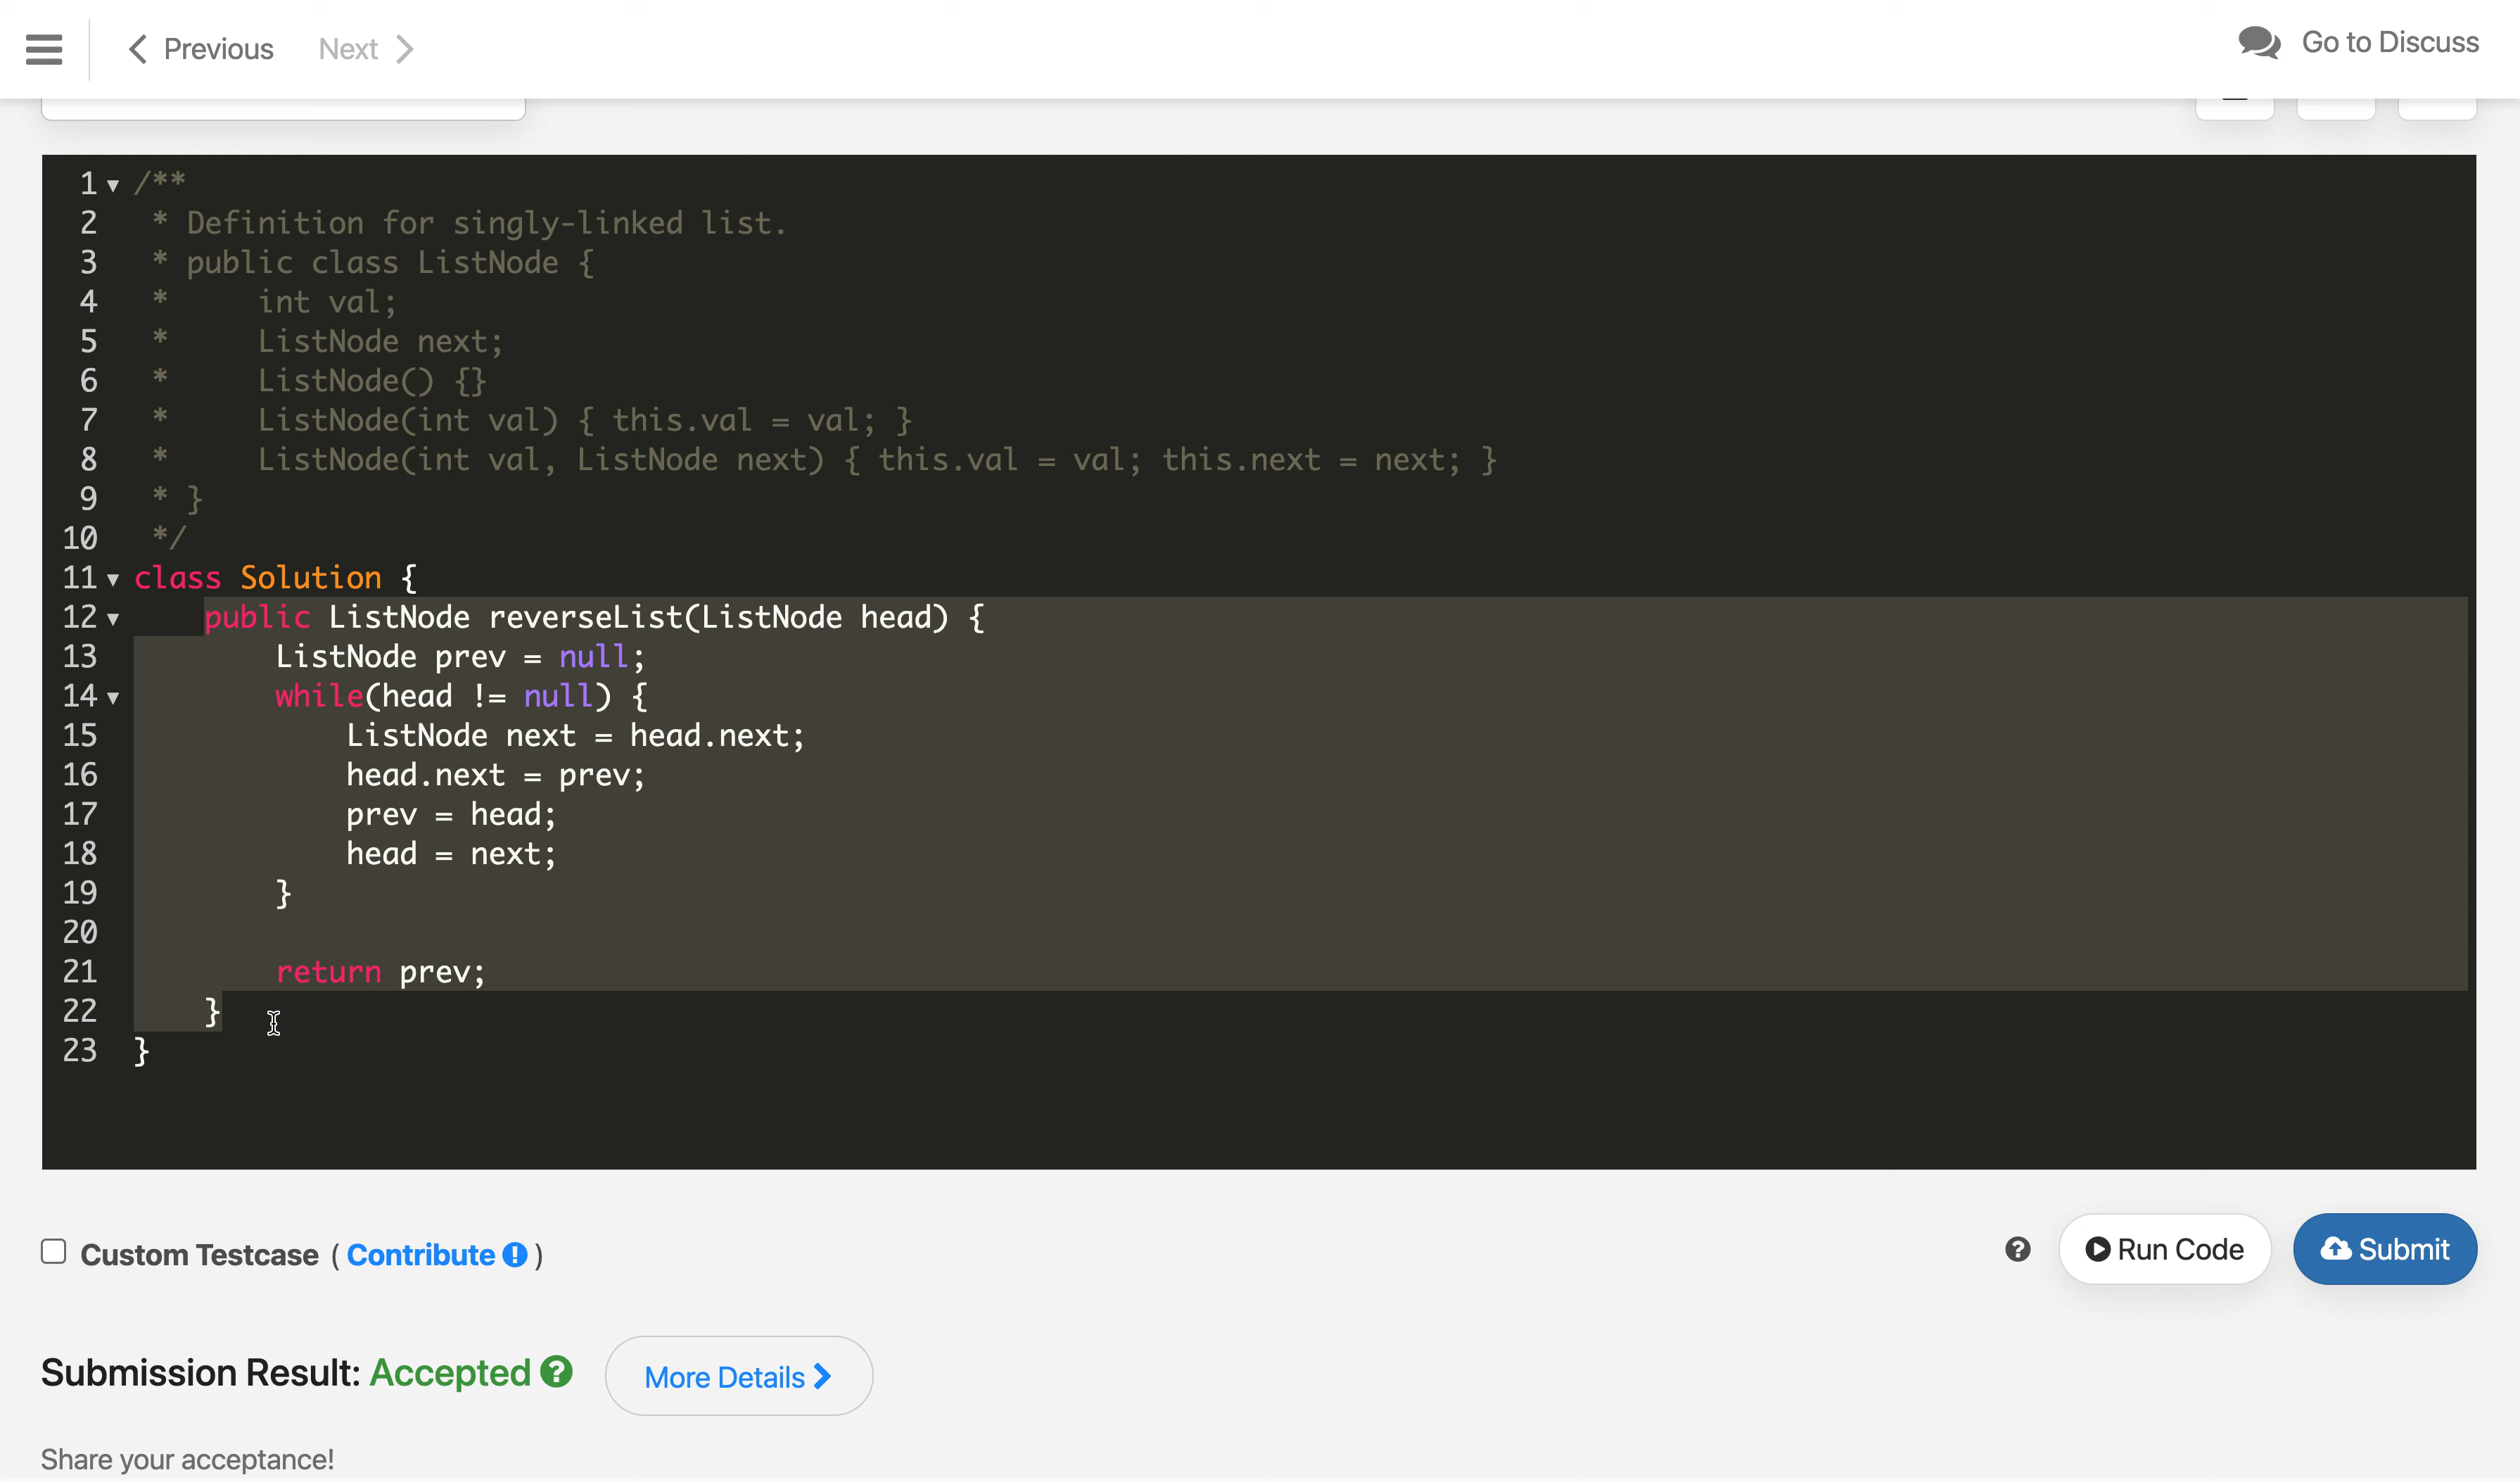 Previous Next Go to Discuss
1 /**
2  * Definition for singly-linked list.
3  * public class ListNode {
4  *     int val;
5  *     ListNode next;
6  *     ListNode() {}
7  *     ListNode(int val) { this.val = val; }
8  *     ListNode(int val, ListNode next) { this.val = val; this.next = next; }
9  * }
10  */
11 class Solution {
12     public ListNode reverseList(ListNode head) {
13         ListNode prev = null;
14         while(head != null) {
15             ListNode next = head.next;
16             head.next = prev;
17             prev = head;
18             head = next;
19         }
20
21         return prev;
22     }
23 }
Custom Testcase ( Contribute ) Run Code Submit
Submission Result: Accepted More Details
Share your acceptance!